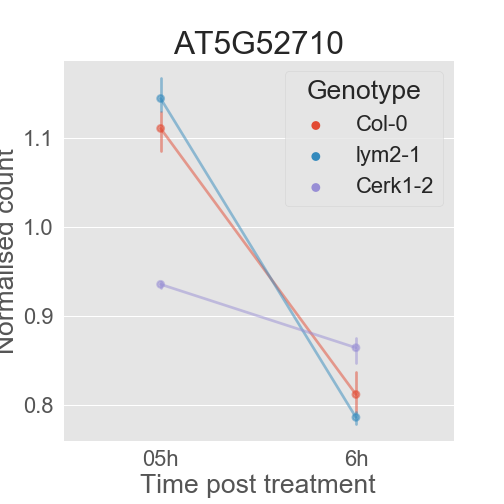 AT5G52710
Genotype
Col-0
lym2-1
Cerk1-2
Normalised count
1.1
1.0
0.9
0.8
05h
6h
Time post treatment